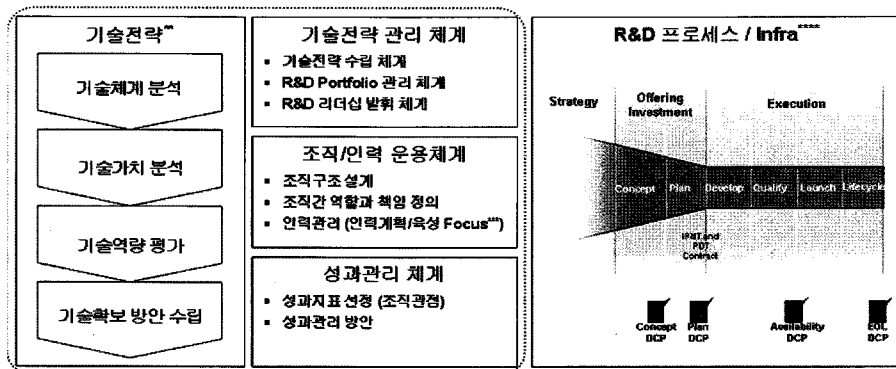 기술전략**
기술체계 분석
기술가치 분석
기술역량 평가
기술확보 방안 수립
기술전략 관리 체계
▪ 기술전략 수립 체계
▪ R&D Portfolio 관리 체계
▪ R&D 리더십 발휘 체계
조직/인력 운용체계
▪ 조직구조 설계
▪ 조직간 역할과 책임 정의
▪ 인력관리 (인력계획/육성 Focus***)
성과관리 체계
▪ 성과지표 선정 (조직관점)
▪ 성과관리 방안
R&D 프로세스 / Infra****
Strategy
Offering
Investment
Execution
Concept Plan Develop Qualify Launch Lifecycle
IPMT and
PDT
Contract
Concept
DCP
Plan
DCP
Availability
DCP
EOL
DCP